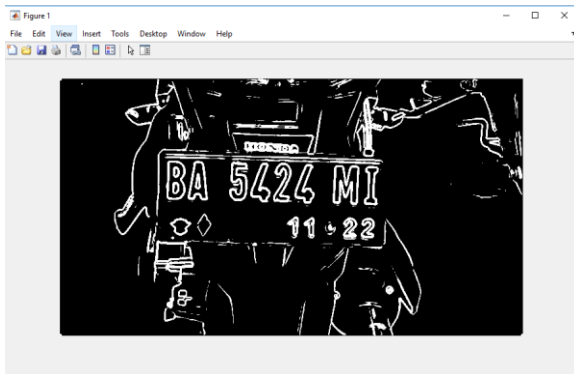 Figure 1
File Edit View Insert Tools Desktop Window Help
HONDA
BA 5424 MI
11 22